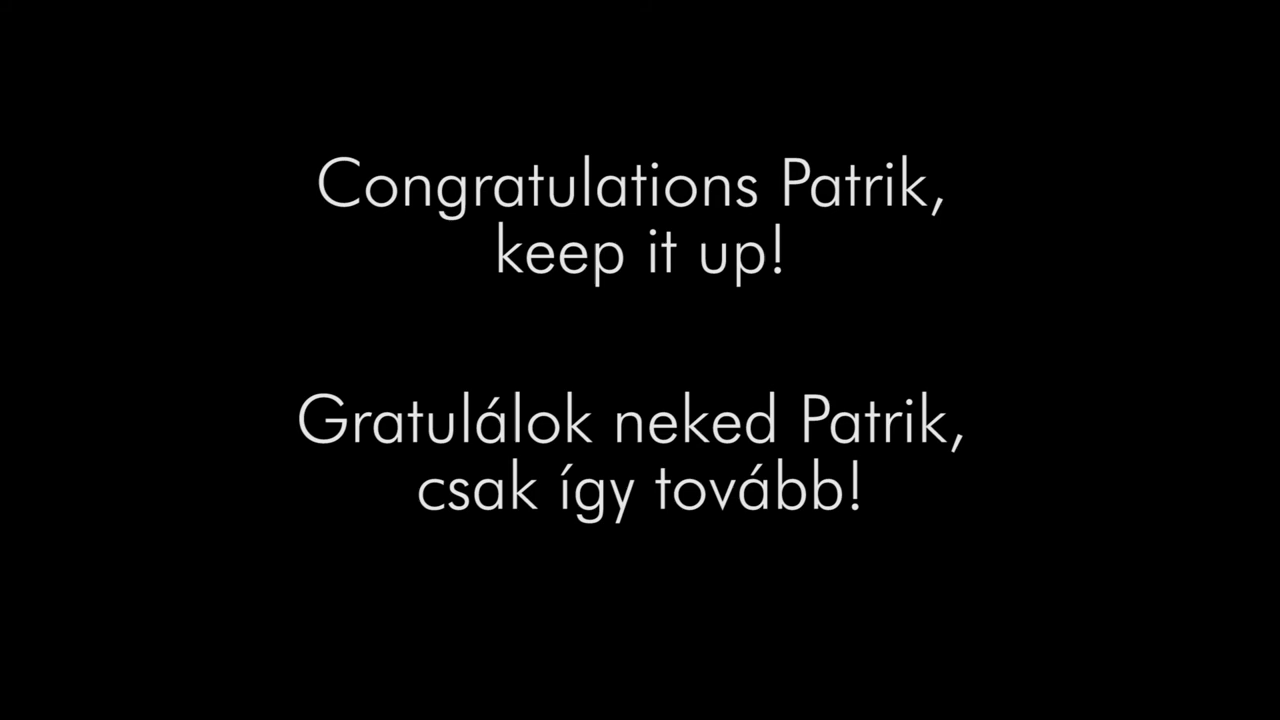 Congratulations Patrik,
keep it up!
Gratulálok neked Patrik,
csak így tovább!